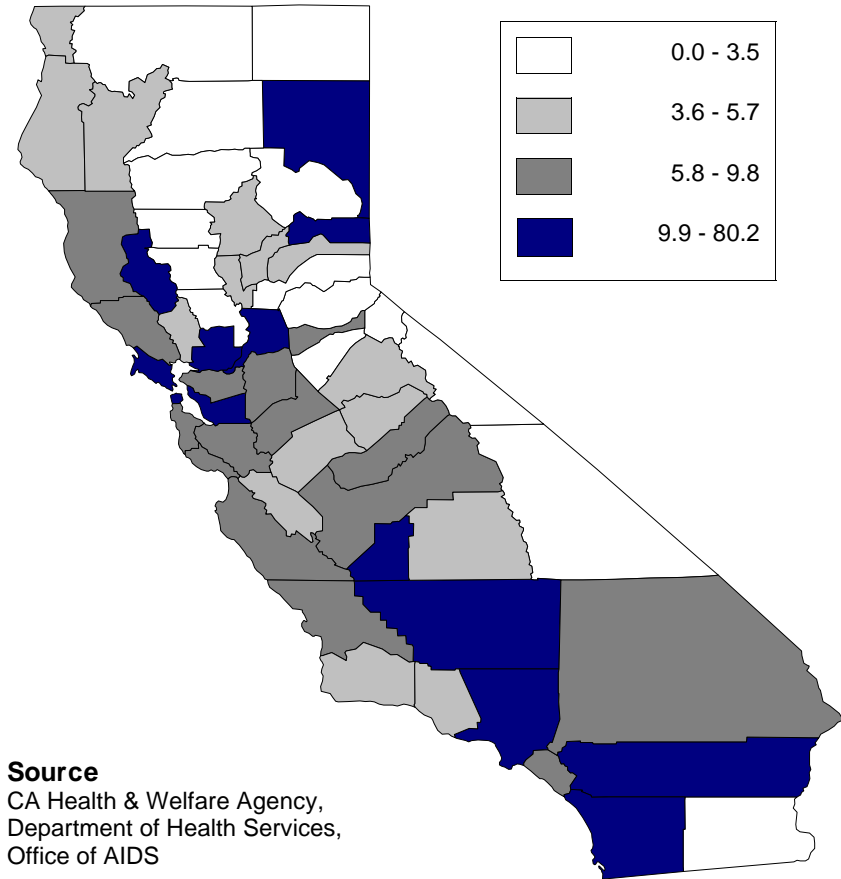 0.0 - 3.5
3.6 - 5.7
5.8 - 9.8
9.9 - 80.2
Source
CA Health & Welfare Agency,
Department of Health Services,
Office of AIDS